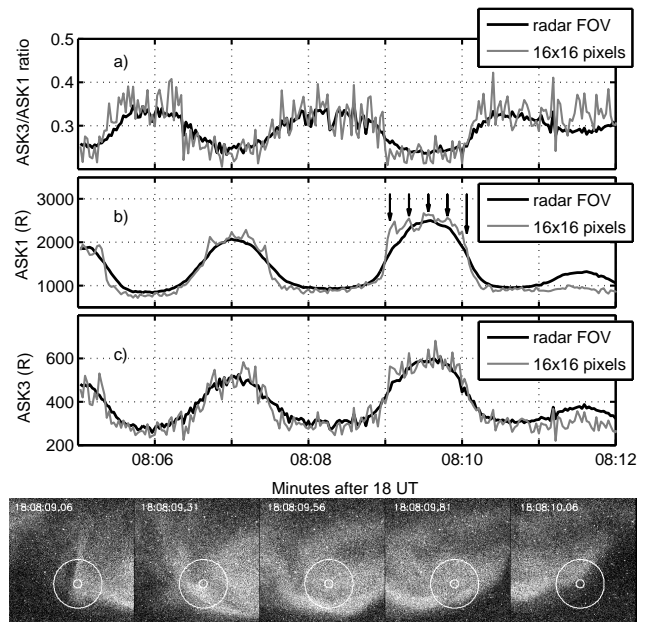 radar FOV
16x16 pixels
a)
0.5
0.4
0.3
ASK3/ASK1 ratio
radar FOV
16x16 pixels
b)
3000
2000
1000
ASK1 (R)
radar FOV
16x16 pixels
c)
600
400
200
ASK3 (R)
08:06 08:08 08:10 08:12
Minutes after 18 UT
18:08:09.06 18:08:09.31 18:08:09.56 18:08:09.81 18:08:10.06